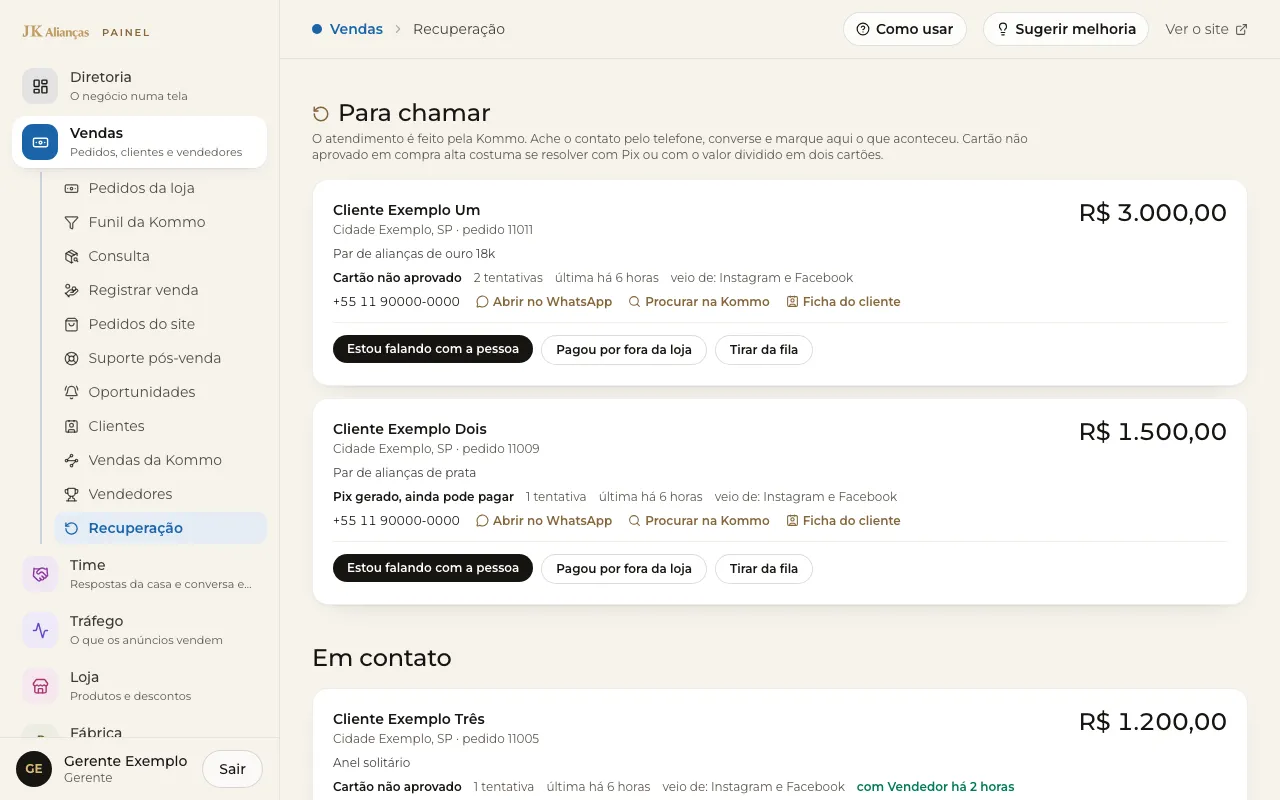 JK Alianças PAINEL
Diretoria
O negócio numa tela
Vendas
Pedidos, clientes e vendedores
Pedidos da loja
Funil da Kommo
Consulta
Registrar venda
Pedidos do site
Suporte pós-venda
Oportunidades
Clientes
Vendas da Kommo
Vendedores
Recuperação
Time
Respostas da casa e conversa e...
Tráfego
O que os anúncios vendem
Loja
Produtos e descontos
Fábrica
GE
Gerente Exemplo
Gerente
Sair
Vendas
Recuperação
Como usar
Sugerir melhoria
Ver o site
Para chamar
O atendimento é feito pela Kommo. Ache o contato pelo telefone, converse e marque aqui o que aconteceu. Cartão não
aprovado em compra alta costuma se resolver com Pix ou com o valor dividido em dois cartões.
Cliente Exemplo Um
R$ 3.000,00
Cidade Exemplo, SP · pedido 11011
Par de alianças de ouro 18k
Cartão não aprovado 2 tentativas última há 6 horas veio de: Instagram e Facebook
+55 11 90000-0000 Abrir no WhatsApp Procurar na Kommo Ficha do cliente
Estou falando com a pessoa Pagou por fora da loja Tirar da fila
Cliente Exemplo Dois
R$ 1.500,00
Cidade Exemplo, SP · pedido 11009
Par de alianças de prata
Pix gerado, ainda pode pagar 1 tentativa última há 6 horas veio de: Instagram e Facebook
+55 11 90000-0000 Abrir no WhatsApp Procurar na Kommo Ficha do cliente
Estou falando com a pessoa Pagou por fora da loja Tirar da fila
Em contato
Cliente Exemplo Três
R$ 1.200,00
Cidade Exemplo, SP · pedido 11005
Anel solitário
Cartão não aprovado 1 tentativa última há 6 horas veio de: Instagram e Facebook com Vendedor há 2 horas